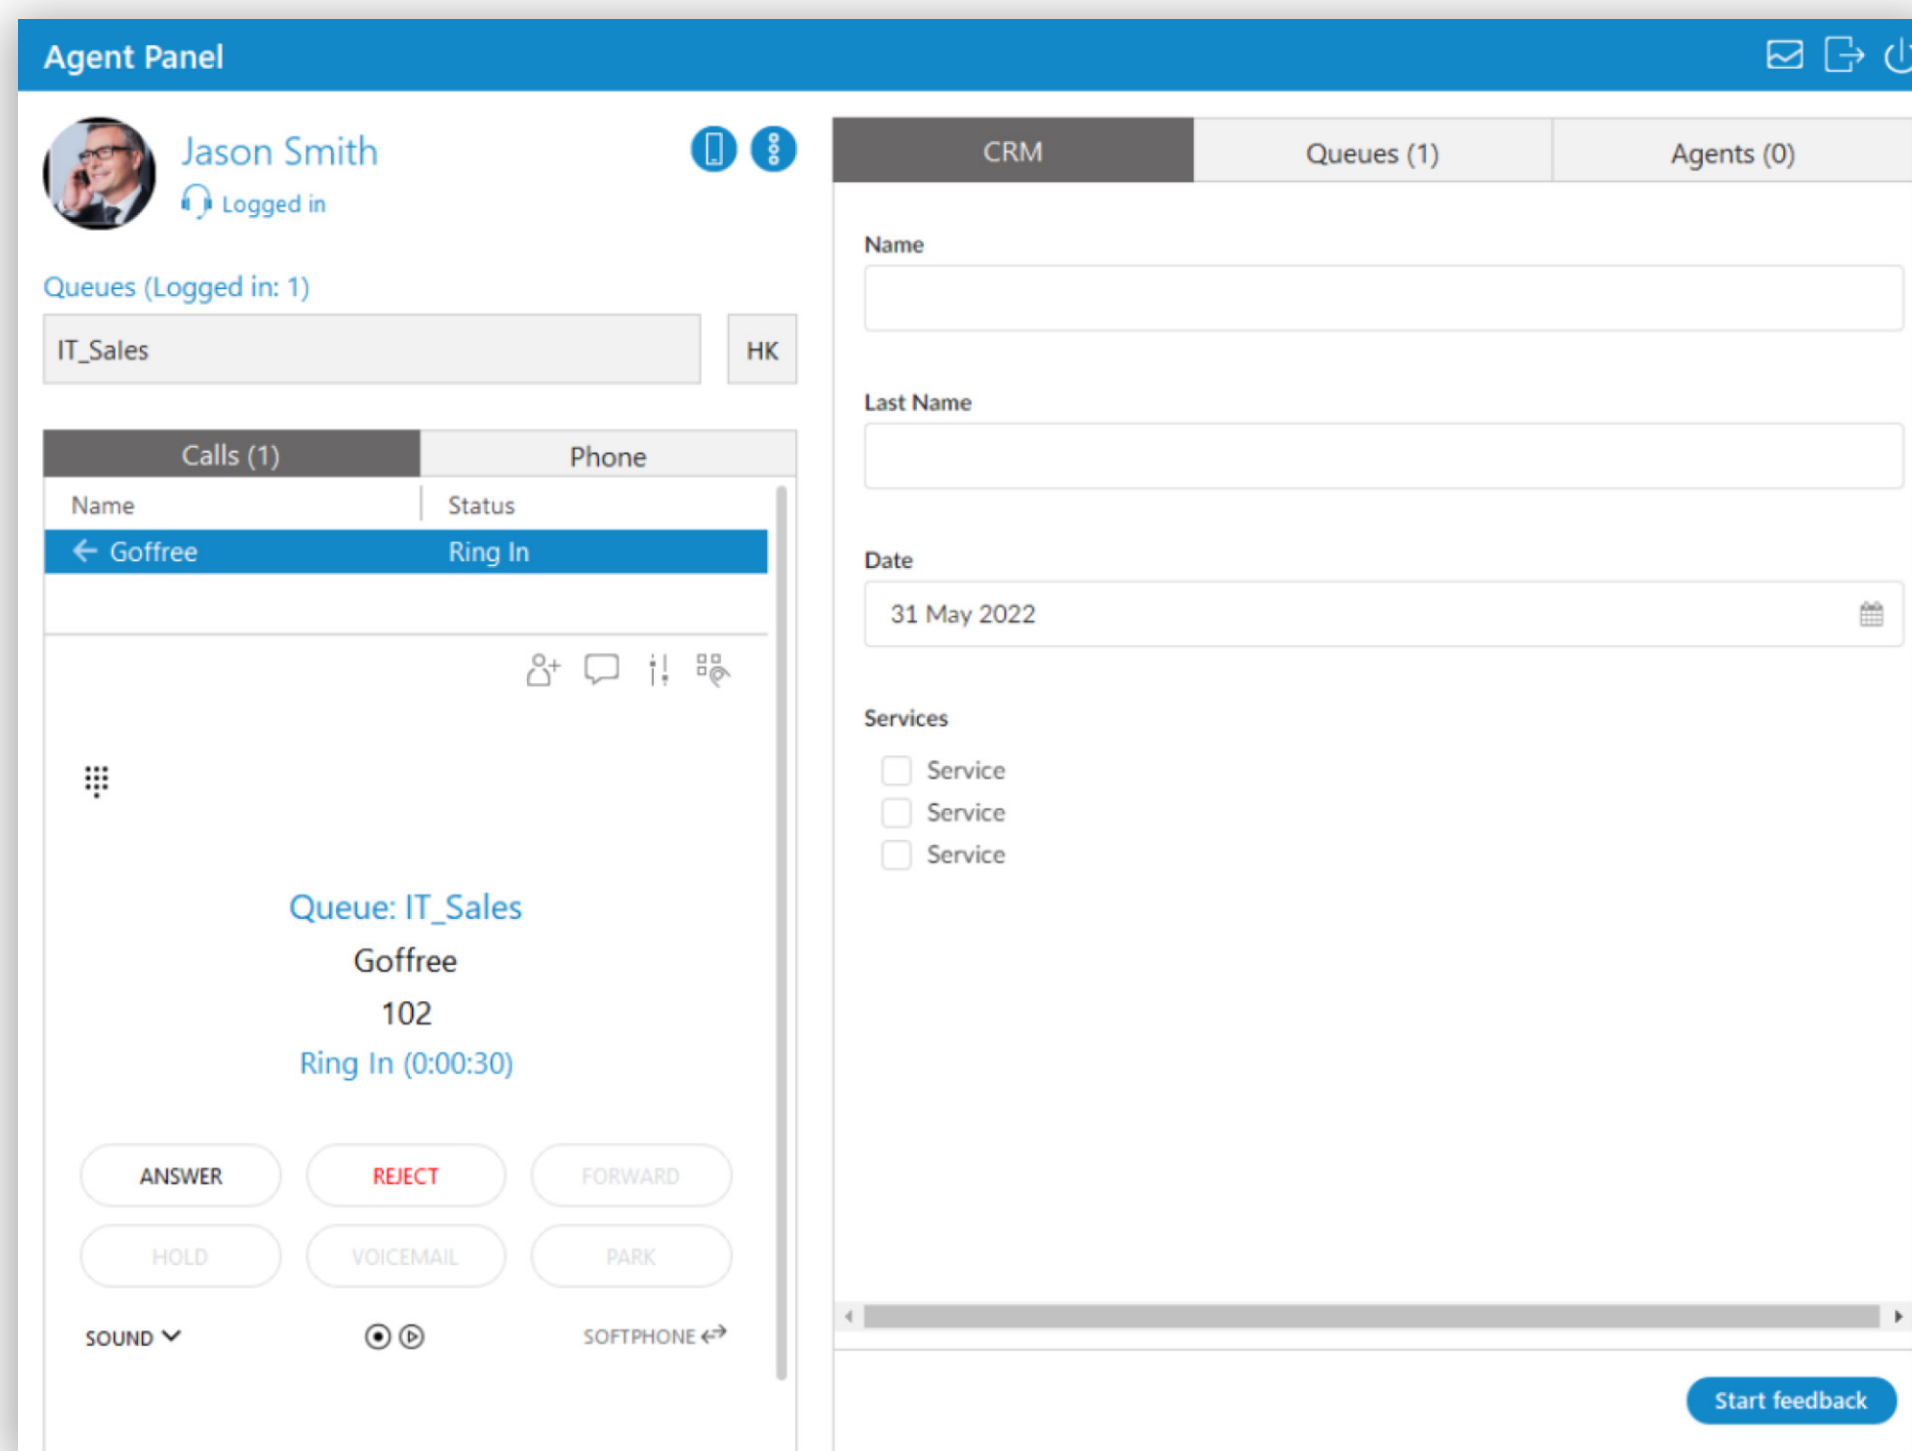 Agent Panel
Jason Smith
Logged in
Queues (Logged in: 1)
IT_Sales
HK
Calls (1)
Phone
Name
Status
Goffree
Ring In
Queue: IT_Sales
Goffree
102
Ring In (0:00:30)
ANSWER
REJECT
FORWARD
HOLD
VOICEMAIL
PARK
SOUND
SOFTPHONE
CRM
Queues (1)
Agents (0)
Name
Last Name
Date
31 May 2022
Services
Service
Service
Service
Start feedback